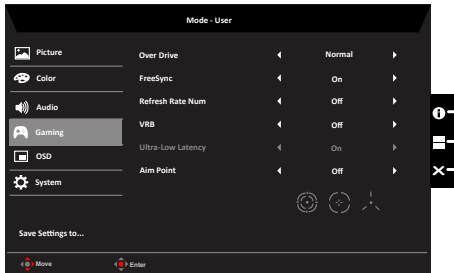 Mode - User
Picture
Color
Audio
Gaming
OSD
System
Over Drive Normal
FreeSync On
Refresh Rate Num Off
VRB Off
Ultra-Low Latency On
Aim Point Off
Save Settings to...
Move Enter